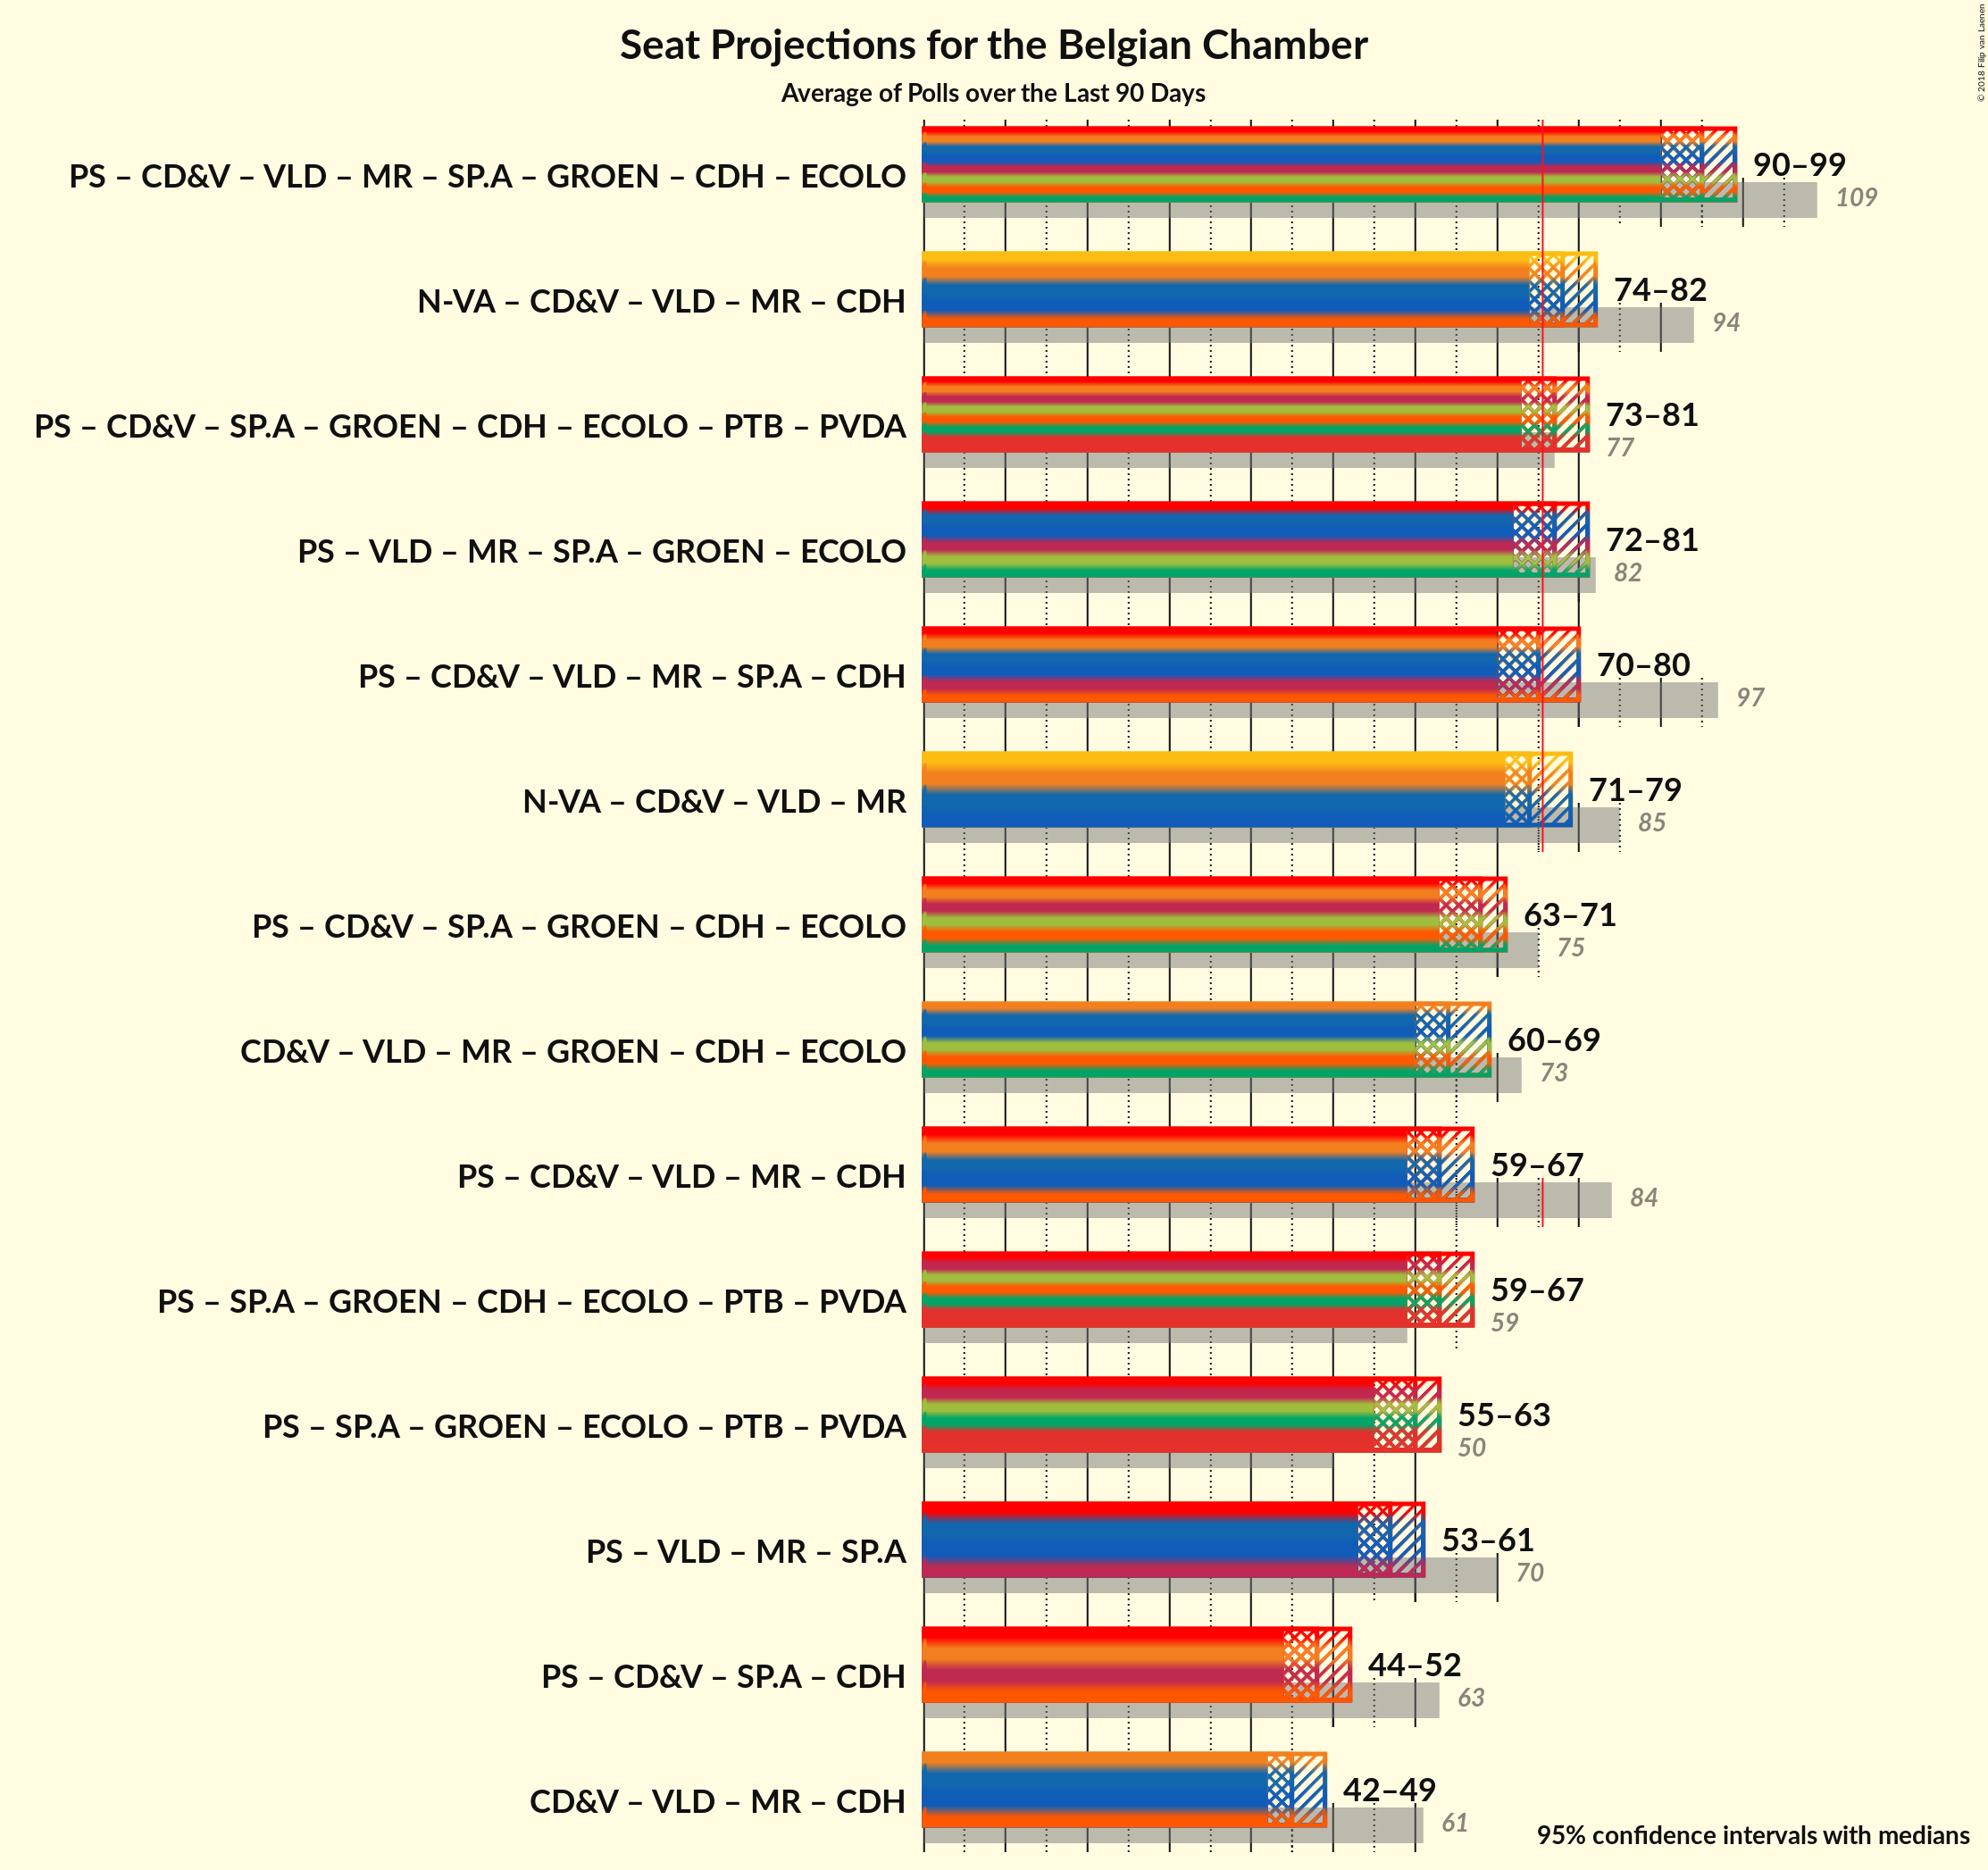 Seat Projections for the Belgian Chamber
Average of Polls over the Last 90 Days
© 2018 Filip van Laenen
PS – CD&V – VLD – MR – SP.A – GROEN – CDH – ECOLO
90–99
109
N-VA – CD&V – VLD – MR – CDH
74–82
94
PS – CD&V – SP.A – GROEN – CDH – ECOLO – PTB – PVDA
73–81
77
PS – VLD – MR – SP.A – GROEN – ECOLO
72–81
82
PS – CD&V – VLD – MR – SP.A – CDH
70–80
97
N-VA – CD&V – VLD – MR
71–79
85
PS – CD&V – SP.A – GROEN – CDH – ECOLO
63–71
75
CD&V – VLD – MR – GROEN – CDH – ECOLO
60–69
73
PS – CD&V – VLD – MR – CDH
59–67
84
PS – SP.A – GROEN – CDH – ECOLO – PTB – PVDA
59–67
59
PS – SP.A – GROEN – ECOLO – PTB – PVDA
55–63
50
PS – VLD – MR – SP.A
53–61
70
PS – CD&V – SP.A – CDH
44–52
63
CD&V – VLD – MR – CDH
42–49
61
95% confidence intervals with medians